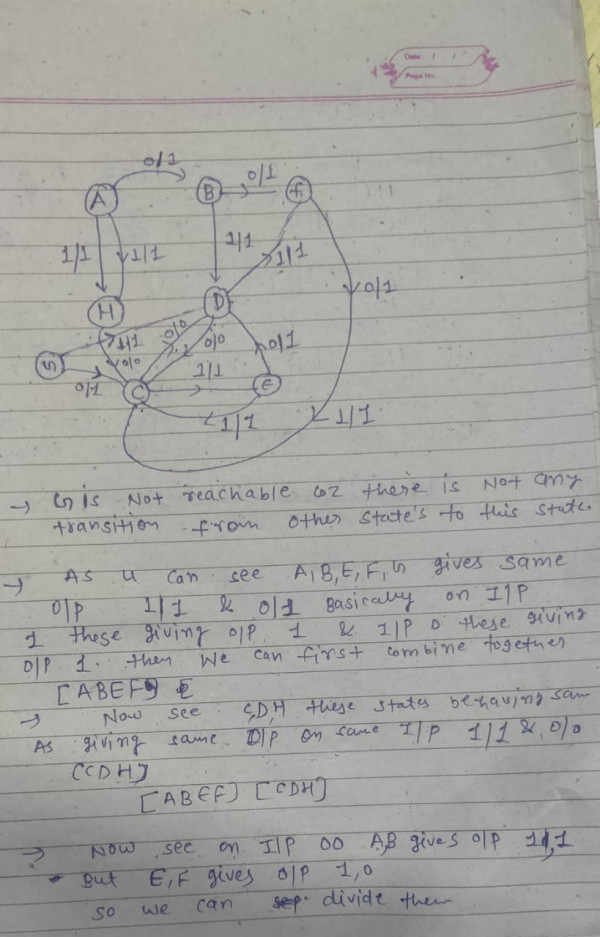 Date / /
Page No.
0/1
A
B
0/1
f
1/1
1/1
1/1
1/1
0/1
H
D
0/0
1/1
0/0
0/0
G
0/1
C
1/1
E
0/1
1/1
1/1
→ G is Not reachable coz there is Not any
transition from other state's to this state.
→ As u can see A,B,E,F,G gives same
O/P 1/1 & 0/1 Basically on I/P
1 those giving O/P 1 & I/P 0 these giving
O/P 1. then We can first combine together
[ABEF]
→ Now see C,D,H these states behaving sam
As giving same O/P on same I/P 1/1 & 0/0
[CDH]
[ABEF] [CDH]
→ Now see on I/P 00 A,B gives O/P 1,1
But E,F gives O/P 1,0
so we can divide them